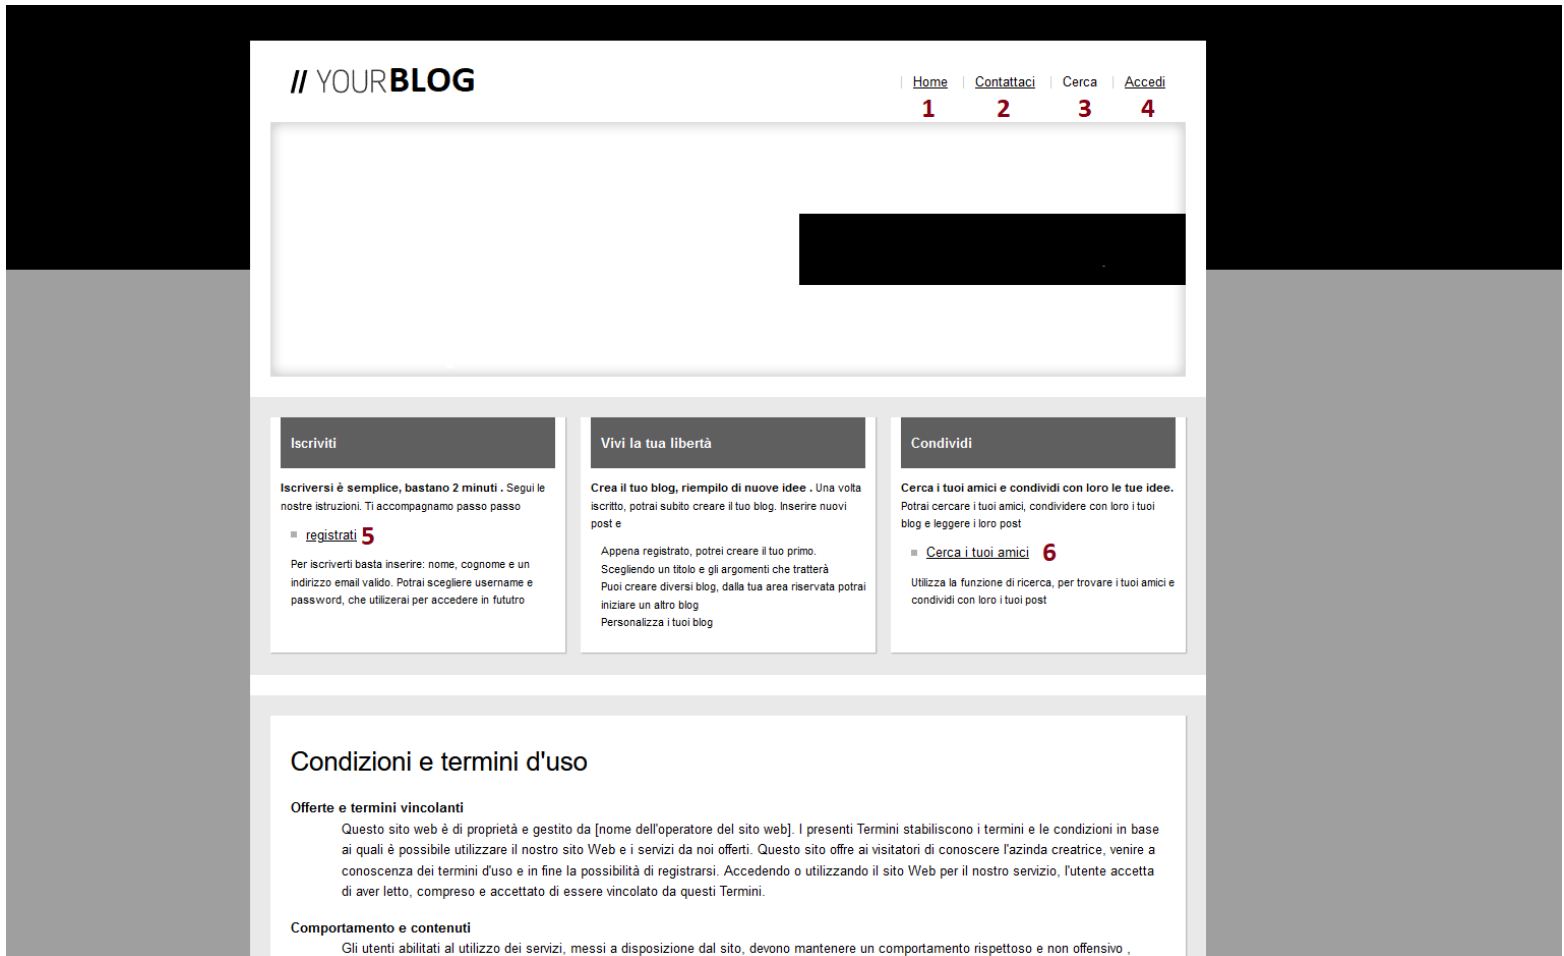 // YOURBLOG
Home Contattaci Cerca Accedi
1 2 3 4
Iscriviti
Iscriversi è semplice, bastano 2 minuti . Segui le
nostre istruzioni. Ti accompagnamo passo passo
registrati 5
Per iscriverti basta inserire: nome, cognome e un
indirizzo email valido. Potrai scegliere username e
password, che utilizerai per accedere in fututro
Vivi la tua libertà
Crea il tuo blog, riempilo di nuove idee . Una volta
iscritto, potrai subito creare il tuo blog. Inserire nuovi
post e
Appena registrato, potrei creare il tuo primo.
Scegliendo un titolo e gli argomenti che tratterà
Puoi creare diversi blog, dalla tua area riservata potrai
iniziare un altro blog
Personalizza i tuoi blog
Condividi
Cerca i tuoi amici e condividi con loro le tue idee.
Potrai cercare i tuoi amici, condividere con loro i tuoi
blog e leggere i loro post
Cerca i tuoi amici 6
Utilizza la funzione di ricerca, per trovare i tuoi amici e
condividi con loro i tuoi post
Condizioni e termini d'uso
Offerte e termini vincolanti
Questo sito web è di proprietà e gestito da [nome dell'operatore del sito web]. I presenti Termini stabiliscono i termini e le condizioni in base
ai quali è possibile utilizzare il nostro sito Web e i servizi da noi offerti. Questo sito offre ai visitatori di conoscere l'azinda creatrice, venire a
conoscenza dei termini d'uso e in fine la possibilità di registrarsi. Accedendo o utilizzando il sito Web per il nostro servizio, l'utente accetta
di aver letto, compreso e accettato di essere vincolato da questi Termini.
Comportamento e contenuti
Gli utenti abilitati al utilizzo dei servizi, messi a disposizione dal sito, devono mantenere un comportamento rispettoso e non offensivo ,